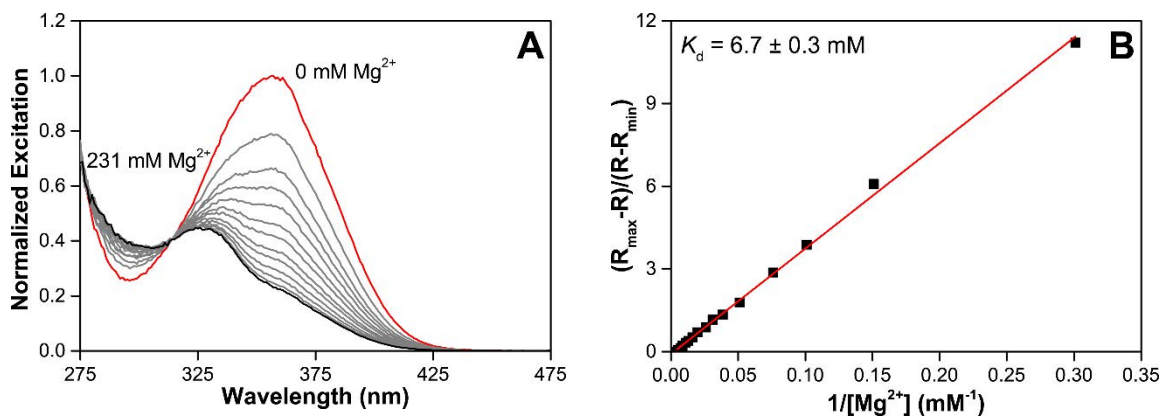 A
0 mM Mg2+
231 mM Mg2+
Normalized Excitation
1.2
1.0
0.8
0.6
0.4
0.2
0.0
275 325 375 425 475
Wavelength (nm)
B
Kd = 6.7 ± 0.3 mM
(Rmax-R)/(R-Rmin)
12
9
6
3
0
0.00 0.05 0.10 0.15 0.20 0.25 0.30 0.35
1/[Mg2+] (mM-1)